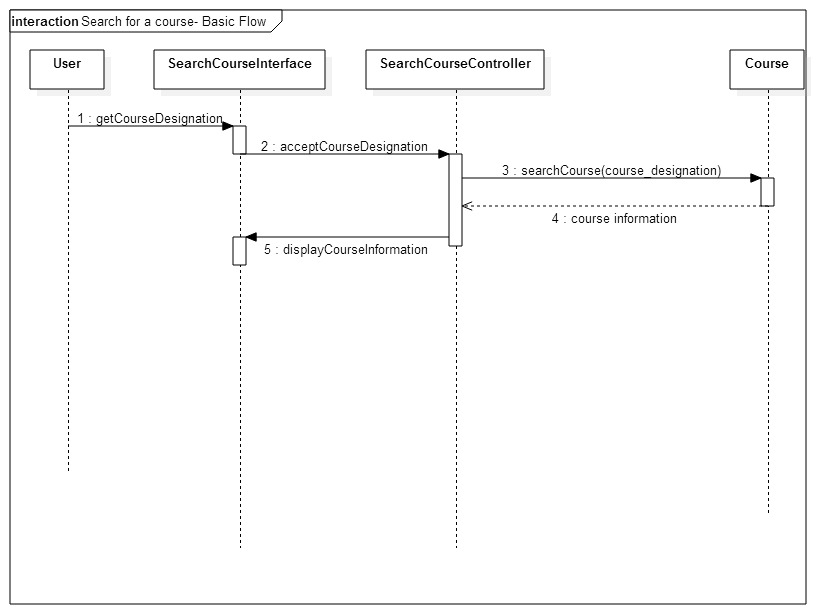 interaction Search for a course- Basic Flow
User
SearchCourseInterface
SearchCourseController
Course
1 : getCourseDesignation
2 : acceptCourseDesignation
3 : searchCourse(course_designation)
4 : course information
5 : displayCourseInformation